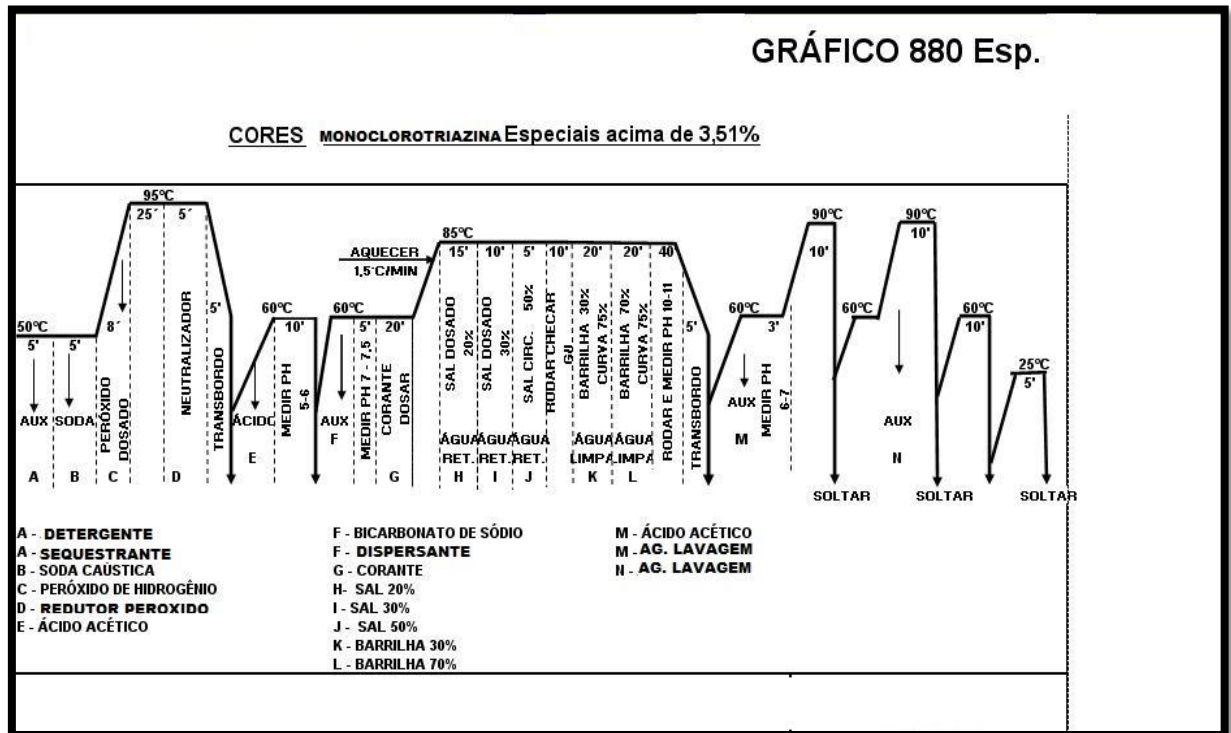 GRÁFICO 880 Esp.
CORES MONOCLOROTRIAZINA Especiais acima de 3,51%
50ºC
5'
5'
AUX
SODA
A
B
8´
PERÓXIDO
DOSADO
C
95ºC
25´
5´
NEUTRALIZADOR
D
5'
TRANSBORDO
ÁCIDO
E
60ºC
10'
MEDIR PH
5-6
60ºC
AUX
F
5'
MEDIR PH 7 - 7,5
20'
CORANTE
DOSAR
G
AQUECER
1,5ºC/MIN
85ºC
15'
SAL DOSADO
20%
ÁGUA
RET.
H
10'
SAL DOSADO
30%
ÁGUA
RET.
I
5'
SAL CIRC. 50%
ÁGUA
RET.
J
10'
RODAR CHECAR
GU
20'
BARRILHA 30%
CURVA 75%
ÁGUA
LIMPA
K
20'
BARRILHA 70%
CURVA 75%
ÁGUA
LIMPA
L
40'
RODAR E MEDIR PH 10-11
5'
TRANSBORDO
60ºC
AUX
M
3'
MEDIR PH
6-7
90ºC
10'
SOLTAR
60ºC
90ºC
10'
AUX
N
SOLTAR
60ºC
10'
25ºC
5'
SOLTAR
A - DETERGENTE
A - SEQUESTRANTE
B - SODA CAÚSTICA
C - PERÓXIDO DE HIDROGÊNIO
D - REDUTOR PEROXIDO
E - ÁCIDO ACÉTICO
F - BICARBONATO DE SÓDIO
F - DISPERSANTE
G - CORANTE
H- SAL 20%
I - SAL 30%
J - SAL 50%
K - BARRILHA 30%
L - BARRILHA 70%
M - ÁCIDO ACÉTICO
M - AG. LAVAGEM
N - AG. LAVAGEM